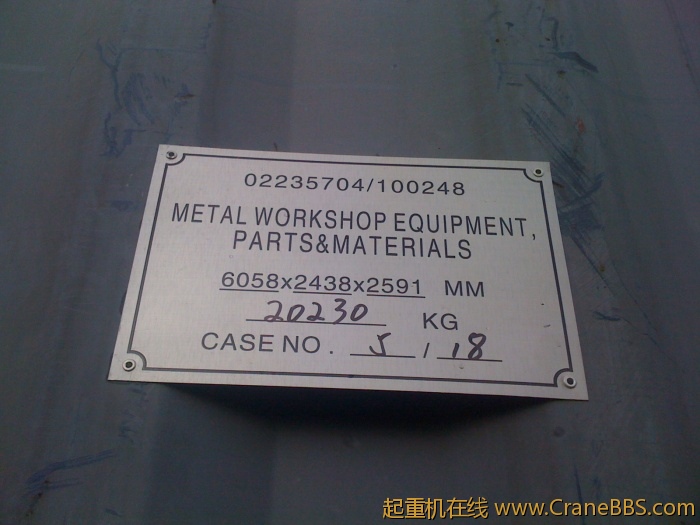 02235704/100248
METAL WORKSHOP EQUIPMENT,
PARTS&MATERIALS
6058x2438x2591 MM
20230 KG
CASE NO. 5 / 18
起重机在线 www.CraneBBS.com